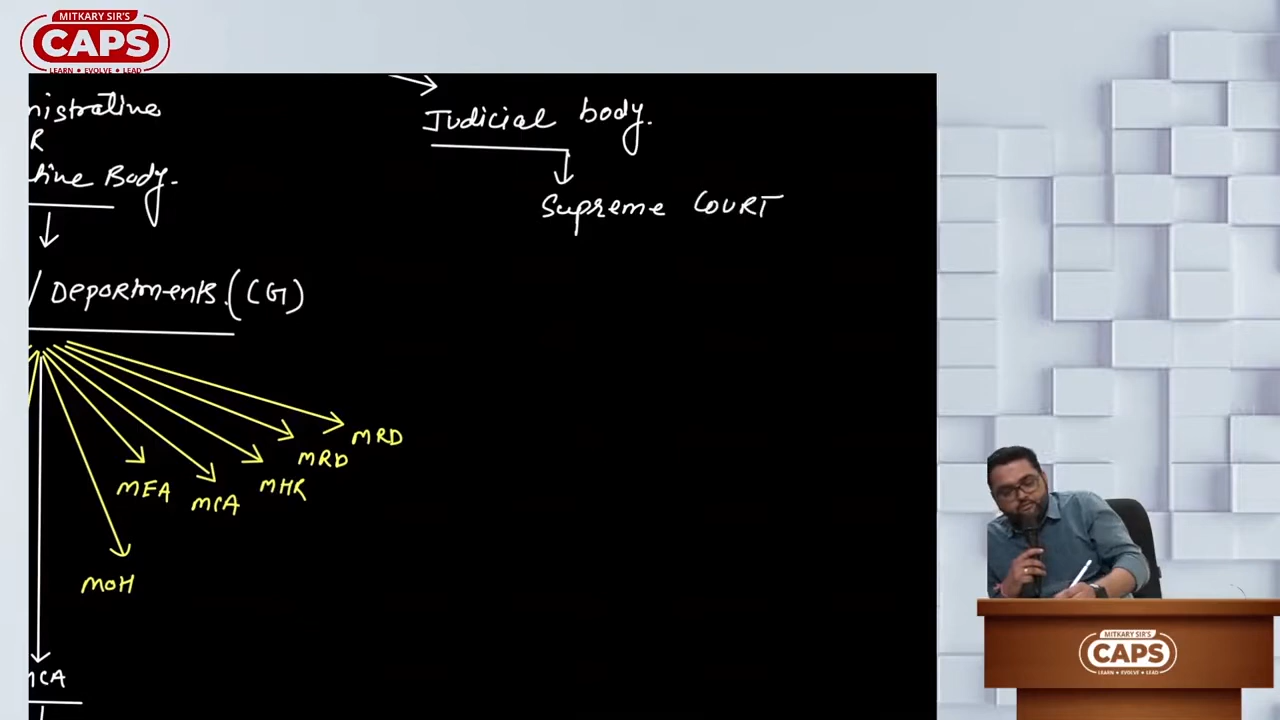 MITKARY SIR'S
CAPS
LEARN • EVOLVE • LEAD
nistrative
R
tive Body.
Judicial body.
Supreme COURT
/ Departments. (CG)
MRD
MRD
MHR
MEA
MCA
MOH
MCA
MITKARY SIR'S
CAPS
LEARN • EVOLVE • LEAD